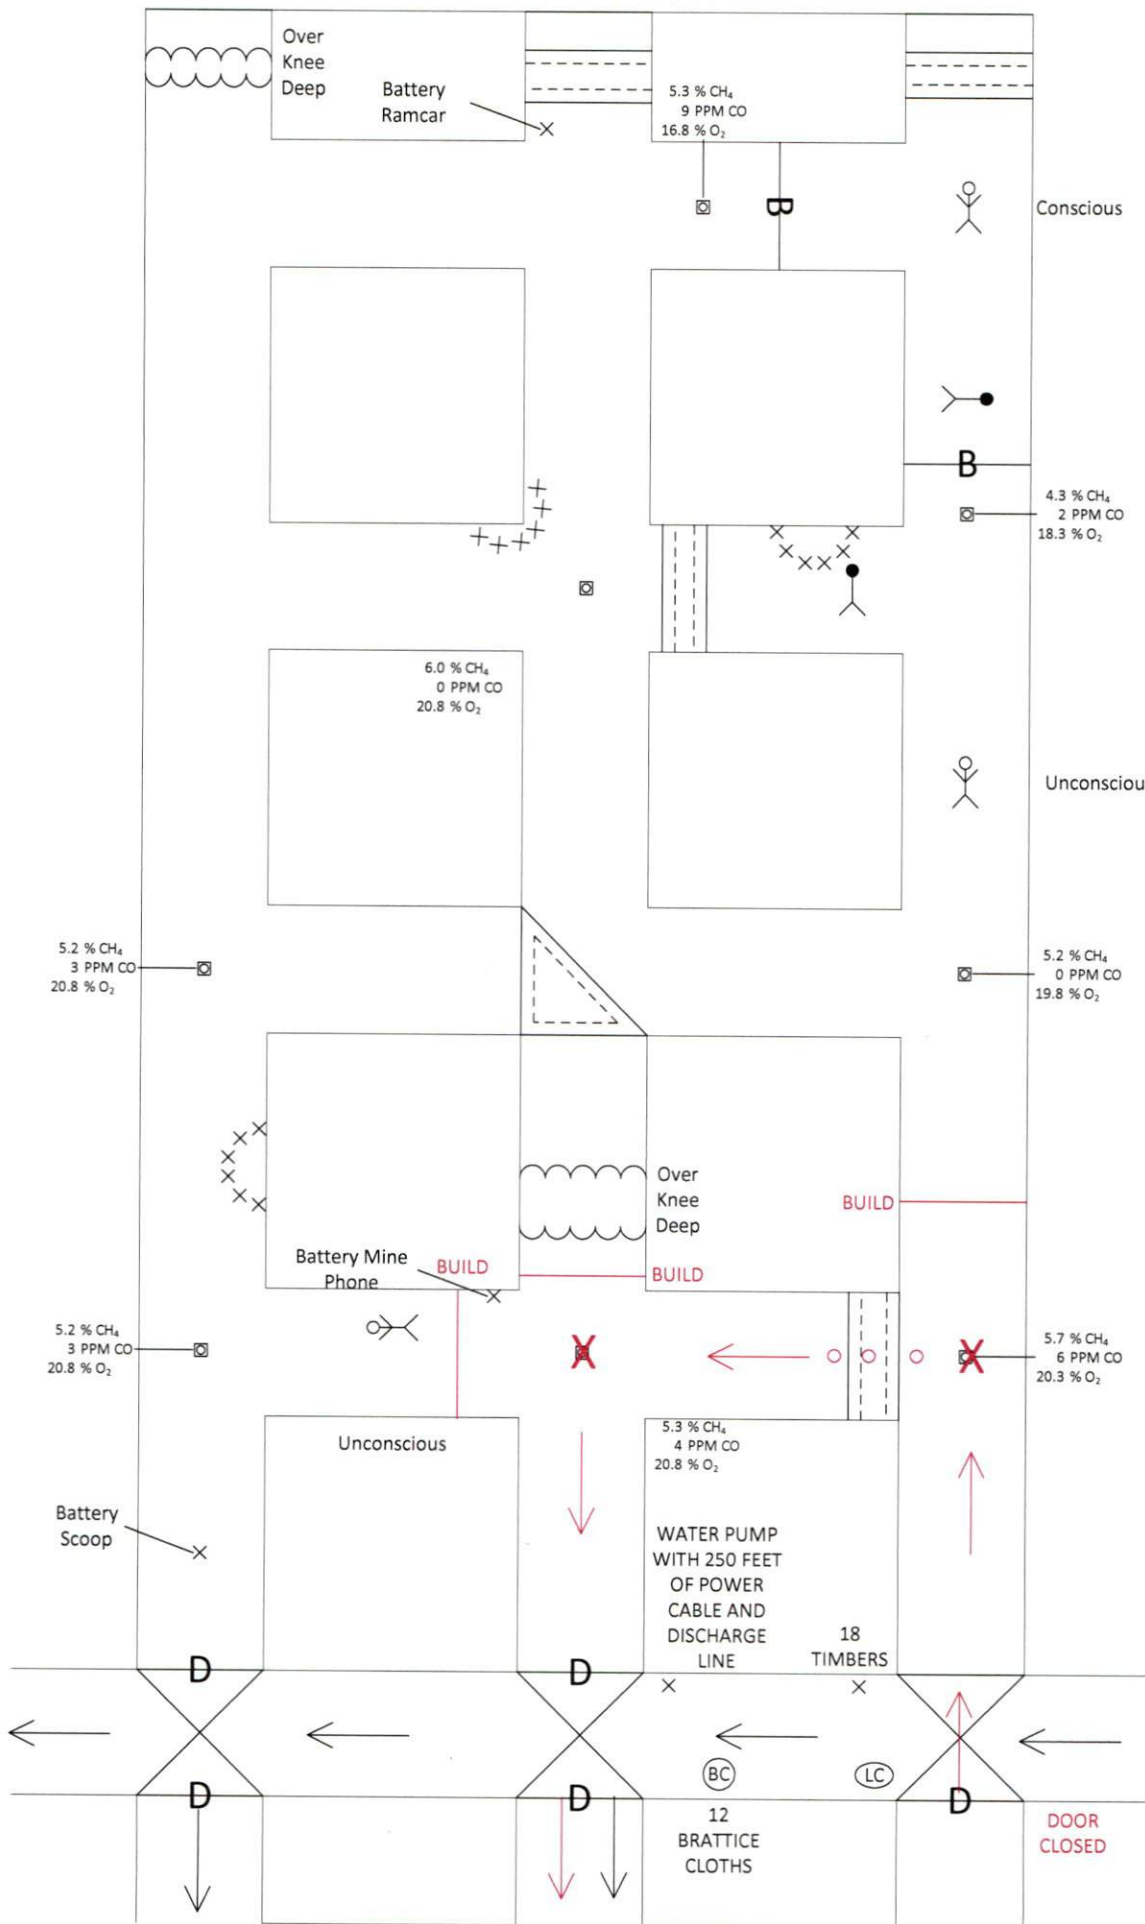 Over
Knee
Deep
Battery
Ramcar
5.3 % CH₄
9 PPM CO
16.8 % O₂
B
Conscious
B
4.3 % CH₄
2 PPM CO
18.3 % O₂
6.0 % CH₄
0 PPM CO
20.8 % O₂
Unconsciou
5.2 % CH₄
3 PPM CO
20.8 % O₂
5.2 % CH₄
0 PPM CO
19.8 % O₂
Over
Knee
Deep
BUILD
Battery Mine
Phone
BUILD
BUILD
5.2 % CH₄
3 PPM CO
20.8 % O₂
X
X
5.7 % CH₄
6 PPM CO
20.3 % O₂
Unconscious
5.3 % CH₄
4 PPM CO
20.8 % O₂
Battery
Scoop
WATER PUMP
WITH 250 FEET
OF POWER
CABLE AND
DISCHARGE
LINE
18
TIMBERS
D
D
BC
LC
D
D
D
12
BRATTICE
CLOTHS
DOOR
CLOSED